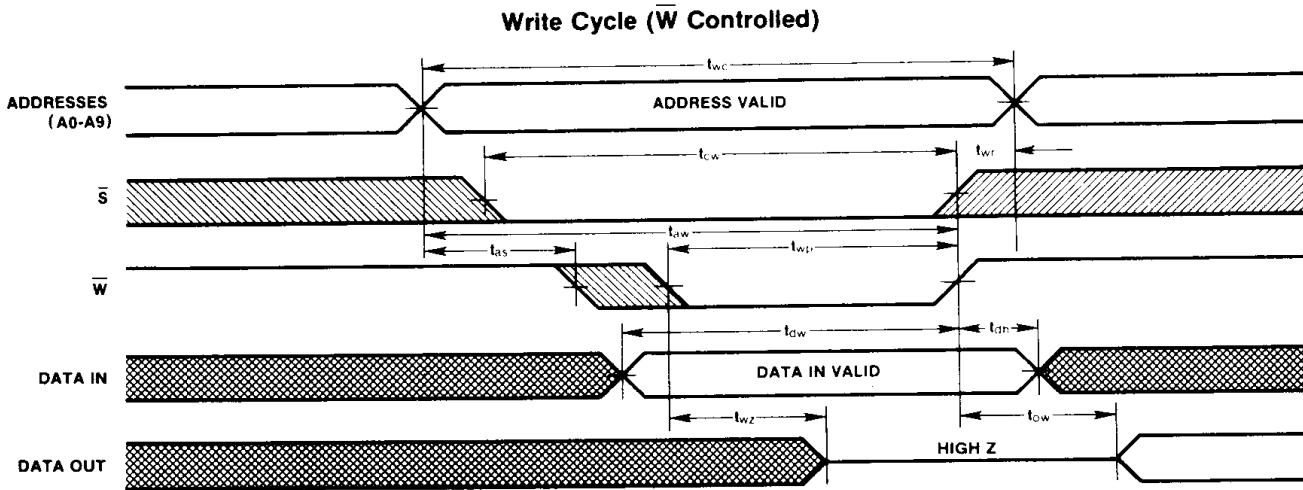 Write Cycle (W̅ Controlled)
twc
ADDRESSES
(A0-A9)
ADDRESS VALID
tcw
twr
S̅
taw
tas
twp
W̅
tdw
tdh
DATA IN
DATA IN VALID
twz
tow
DATA OUT
HIGH Z